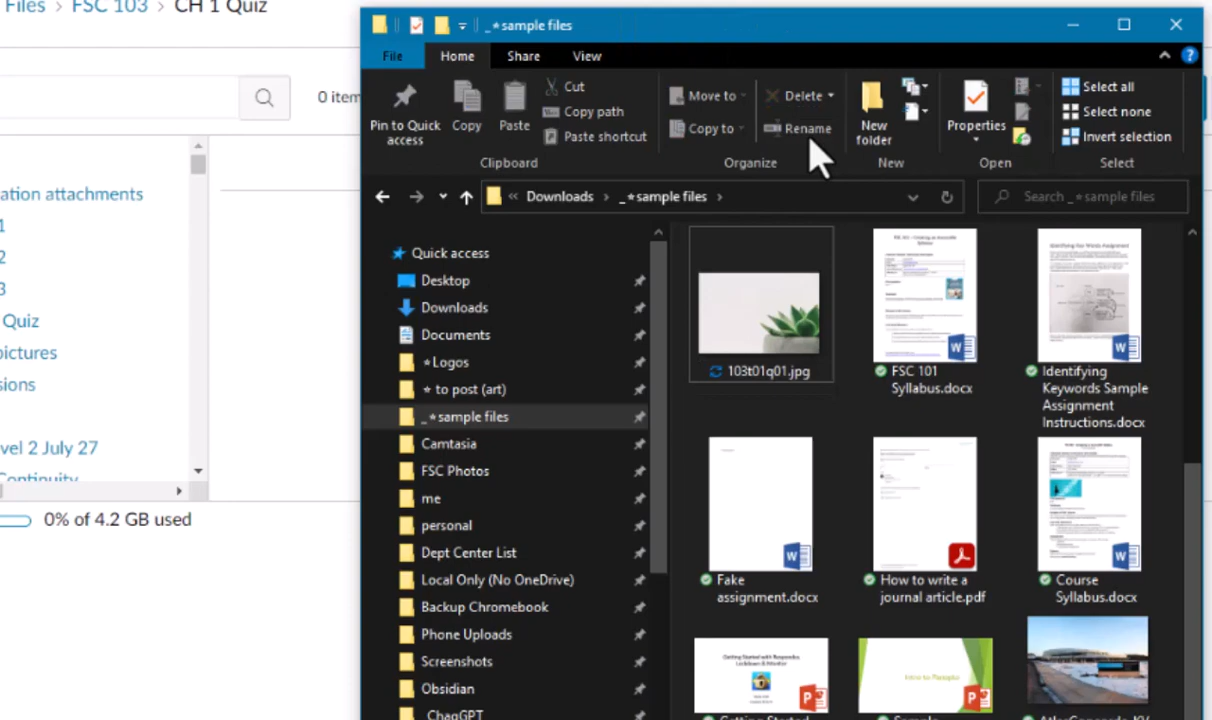 Files > FSC 103 > CH 1 Quiz
0 item
ation attachments
1
2
3
Quiz
pictures
sions
vel 2 July 27
Continuity
0% of 4.2 GB used
_*sample files
File
Home
Share
View
Pin to Quick
access
Copy
Paste
Cut
Copy path
Paste shortcut
Clipboard
Move to
Copy to
Delete
Rename
Organize
New
folder
New
Properties
Open
Select all
Select none
Invert selection
Select
« Downloads > _*sample files >
Search _*sample files
Quick access
Desktop
Downloads
Documents
*Logos
* to post (art)
_*sample files
Camtasia
FSC Photos
me
personal
Dept Center List
Local Only (No OneDrive)
Backup Chromebook
Phone Uploads
Screenshots
Obsidian
ChaqGPT
103t01q01.jpg
FSC 101
Syllabus.docx
Identifying
Keywords Sample
Assignment
Instructions.docx
Fake
assignment.docx
How to write a
journal article.pdf
Course
Syllabus.docx
Getting Started
Sample